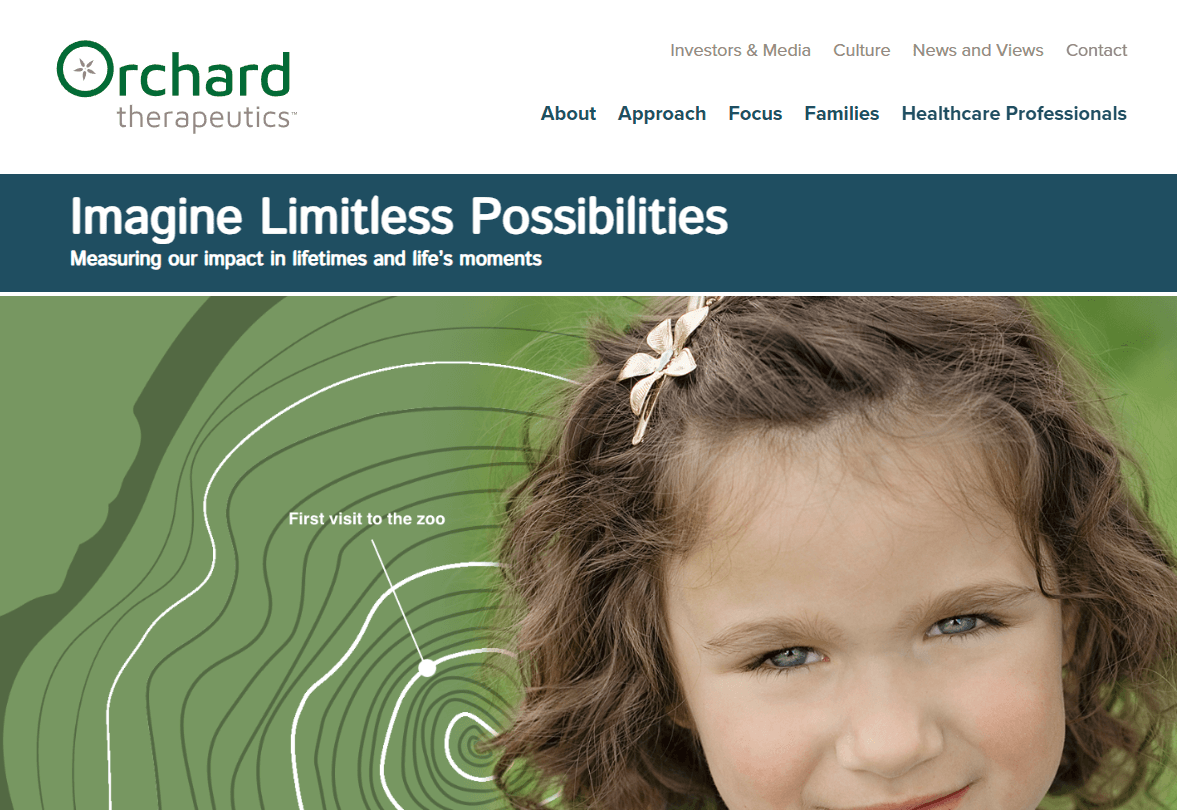 Orchard
therapeutics™
Investors & Media Culture News and Views Contact
About Approach Focus Families Healthcare Professionals
Imagine Limitless Possibilities
Measuring our impact in lifetimes and life's moments
First visit to the zoo